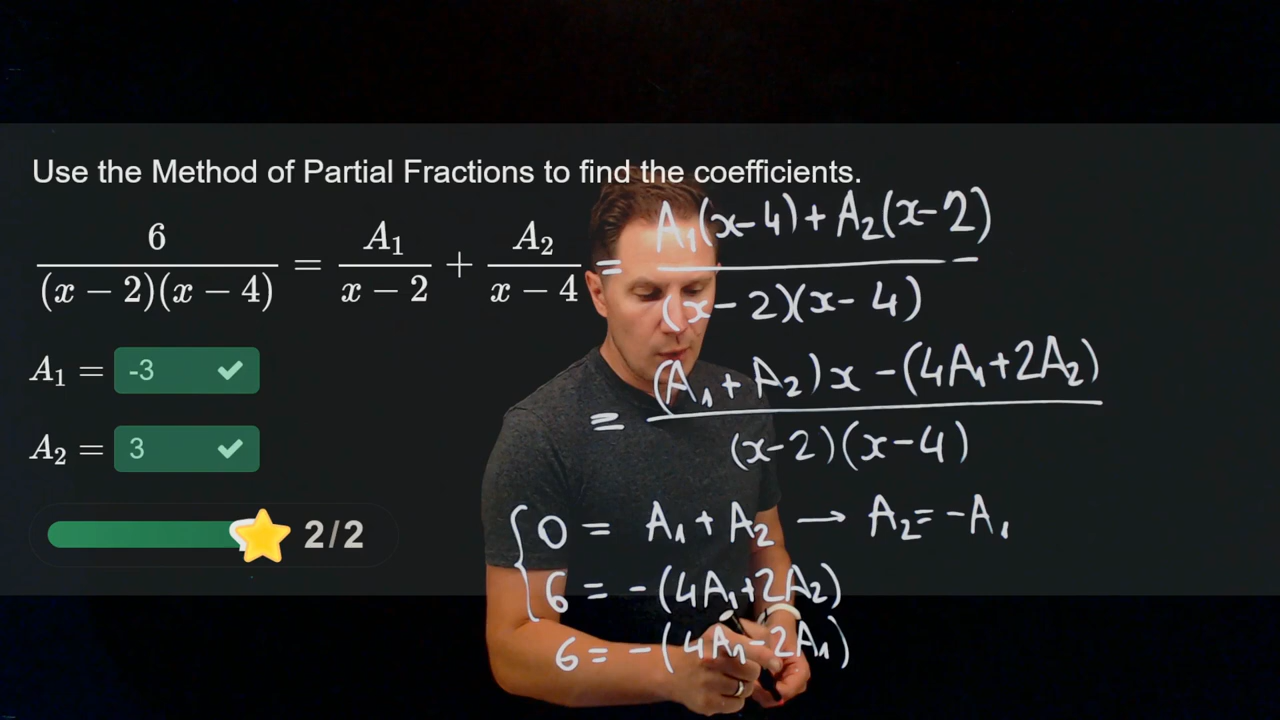 Use the Method of Partial Fractions to find the coefficients.
6/((x − 2)(x − 4)) = A₁/(x − 2) + A₂/(x − 4) = (A₁(x-4)+A₂(x-2))/((x-2)(x-4))
= ((A₁+A₂)x -(4A₁+2A₂))/((x-2)(x-4))
A₁ = -3 ✔
A₂ = 3 ✔
2/2
0 = A₁+A₂ → A₂=-A₁
6 = -(4A₁+2A₂)
6= -(4A₁-2A₁)